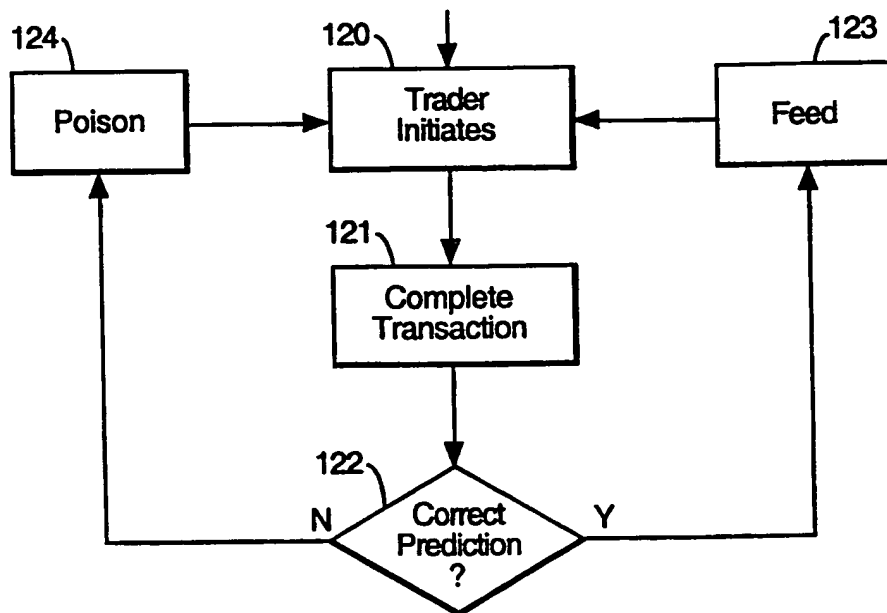 124
120
123
Poison
Trader
Initiates
Feed
121
Complete
Transaction
122
N
Correct
Prediction
?
Y